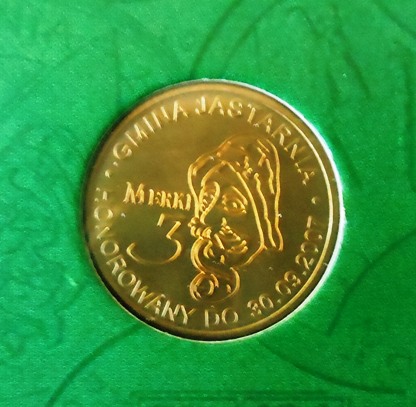 GMINA JASTARNIA
MERKI
3
HONOROWANY DO 30.09.2007